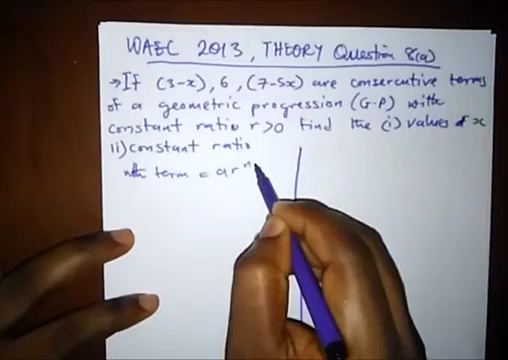 WAEC 2013, THEORY Question 8(a)
→If (3-x), 6, (7-5x) are consercutive terms
of a geometric progression (G.P) with
constant ratio r>0 find the (i) values of x
ii) constant ratio
nth term = ar^n